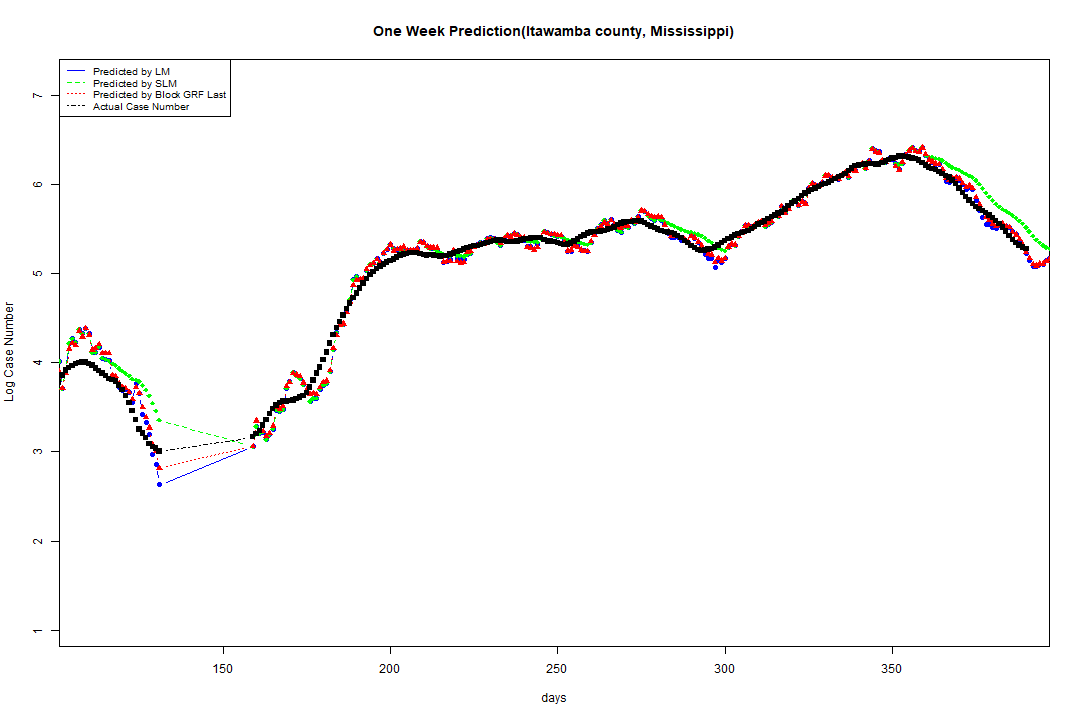 One Week Prediction(Itawamba county, Mississippi)
Predicted by LM
Predicted by SLM
Predicted by Block GRF Last
Actual Case Number
7
6
5
4
3
2
1
Log Case Number
150 200 250 300 350
days